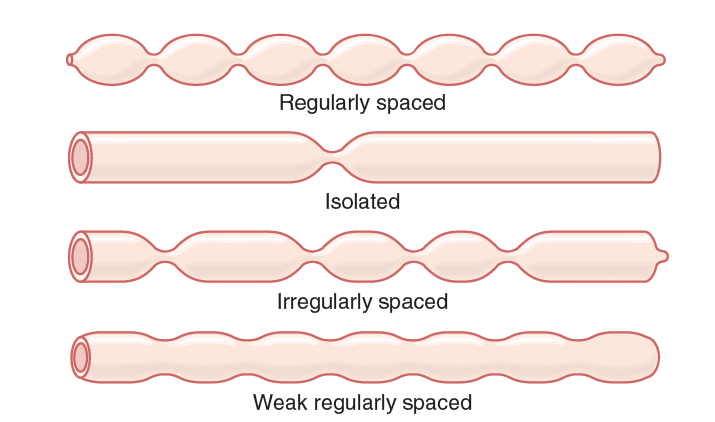 Regularly spaced
Isolated
Irregularly spaced
Weak regularly spaced